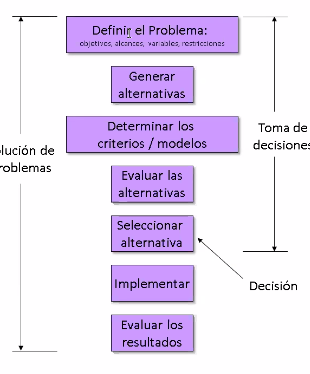 Definir el Problema:
objetivos, alcances, variables, restricciones
Generar
alternativas
Determinar los
criterios / modelos
Toma de
decisiones
olución de
roblemas
Evaluar las
alternativas
Seleccionar
alternativa
Implementar
Decisión
Evaluar los
resultados